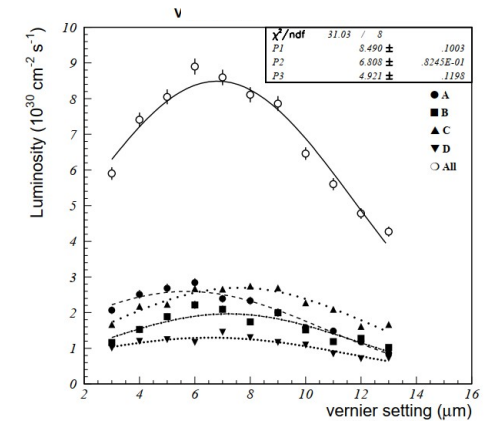 V
χ²/ndf 31.03 / 8
P1 8.490 ± .1003
P2 6.808 ± .8245E-01
P3 4.921 ± .1198
A
B
C
D
All
Luminosity (10³⁰ cm⁻² s⁻¹)
10
9
8
7
6
5
4
3
2
1
0
2 4 6 8 10 12 14 16
vernier setting (μm)